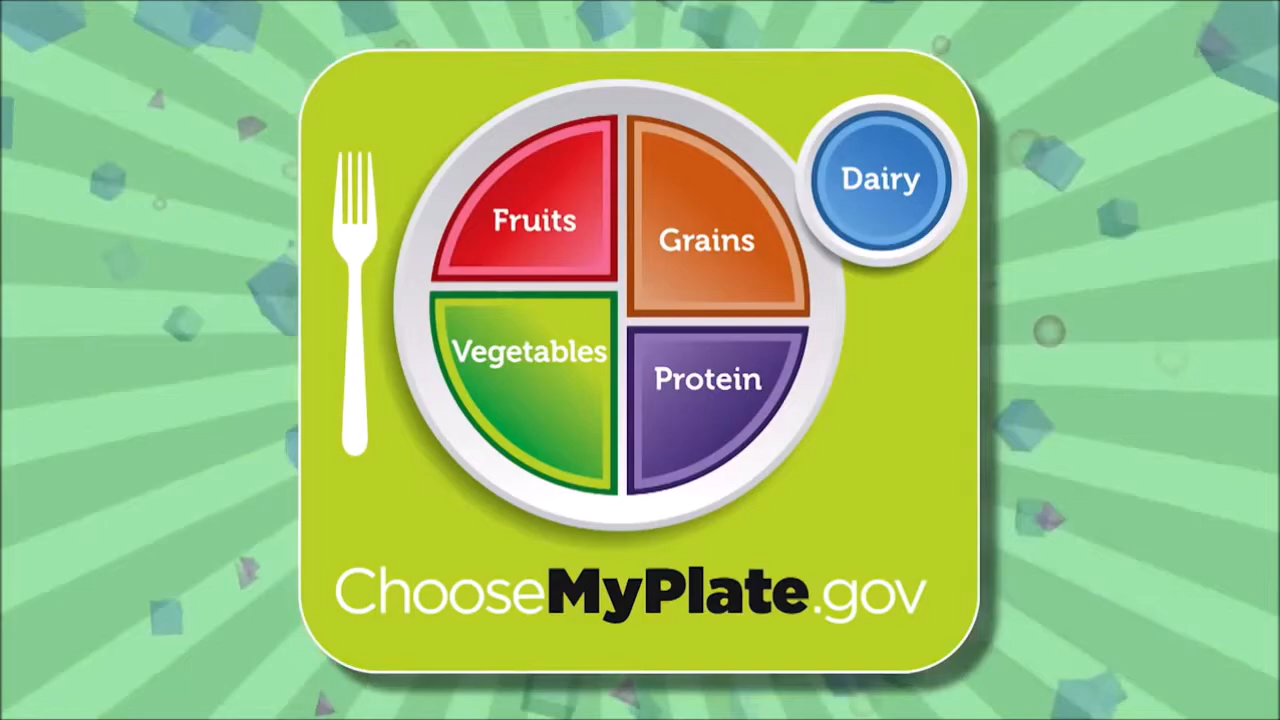 Fruits
Grains
Dairy
Vegetables
Protein
ChooseMyPlate.gov